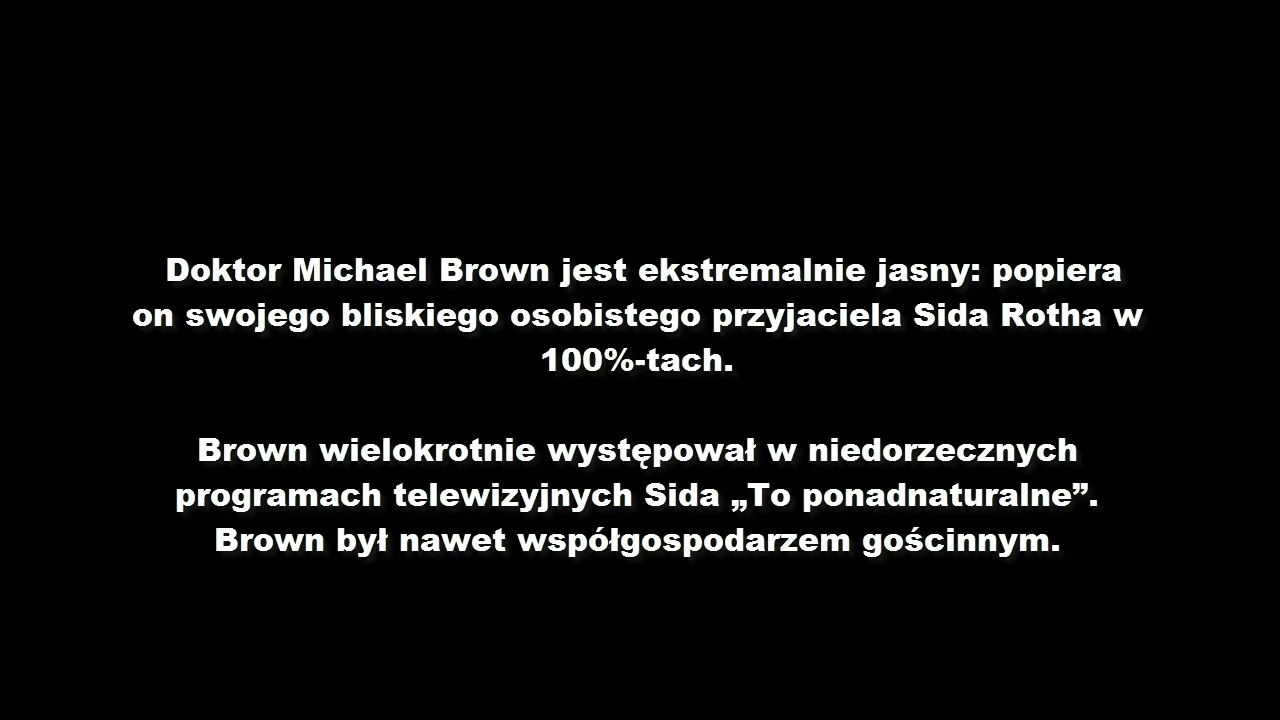 Doktor Michael Brown jest ekstremalnie jasny: popiera
on swojego bliskiego osobistego przyjaciela Sida Rotha w
100%-tach.
Brown wielokrotnie występował w niedorzecznych
programach telewizyjnych Sida „To ponadnaturalne”.
Brown był nawet współgospodarzem gościnnym.